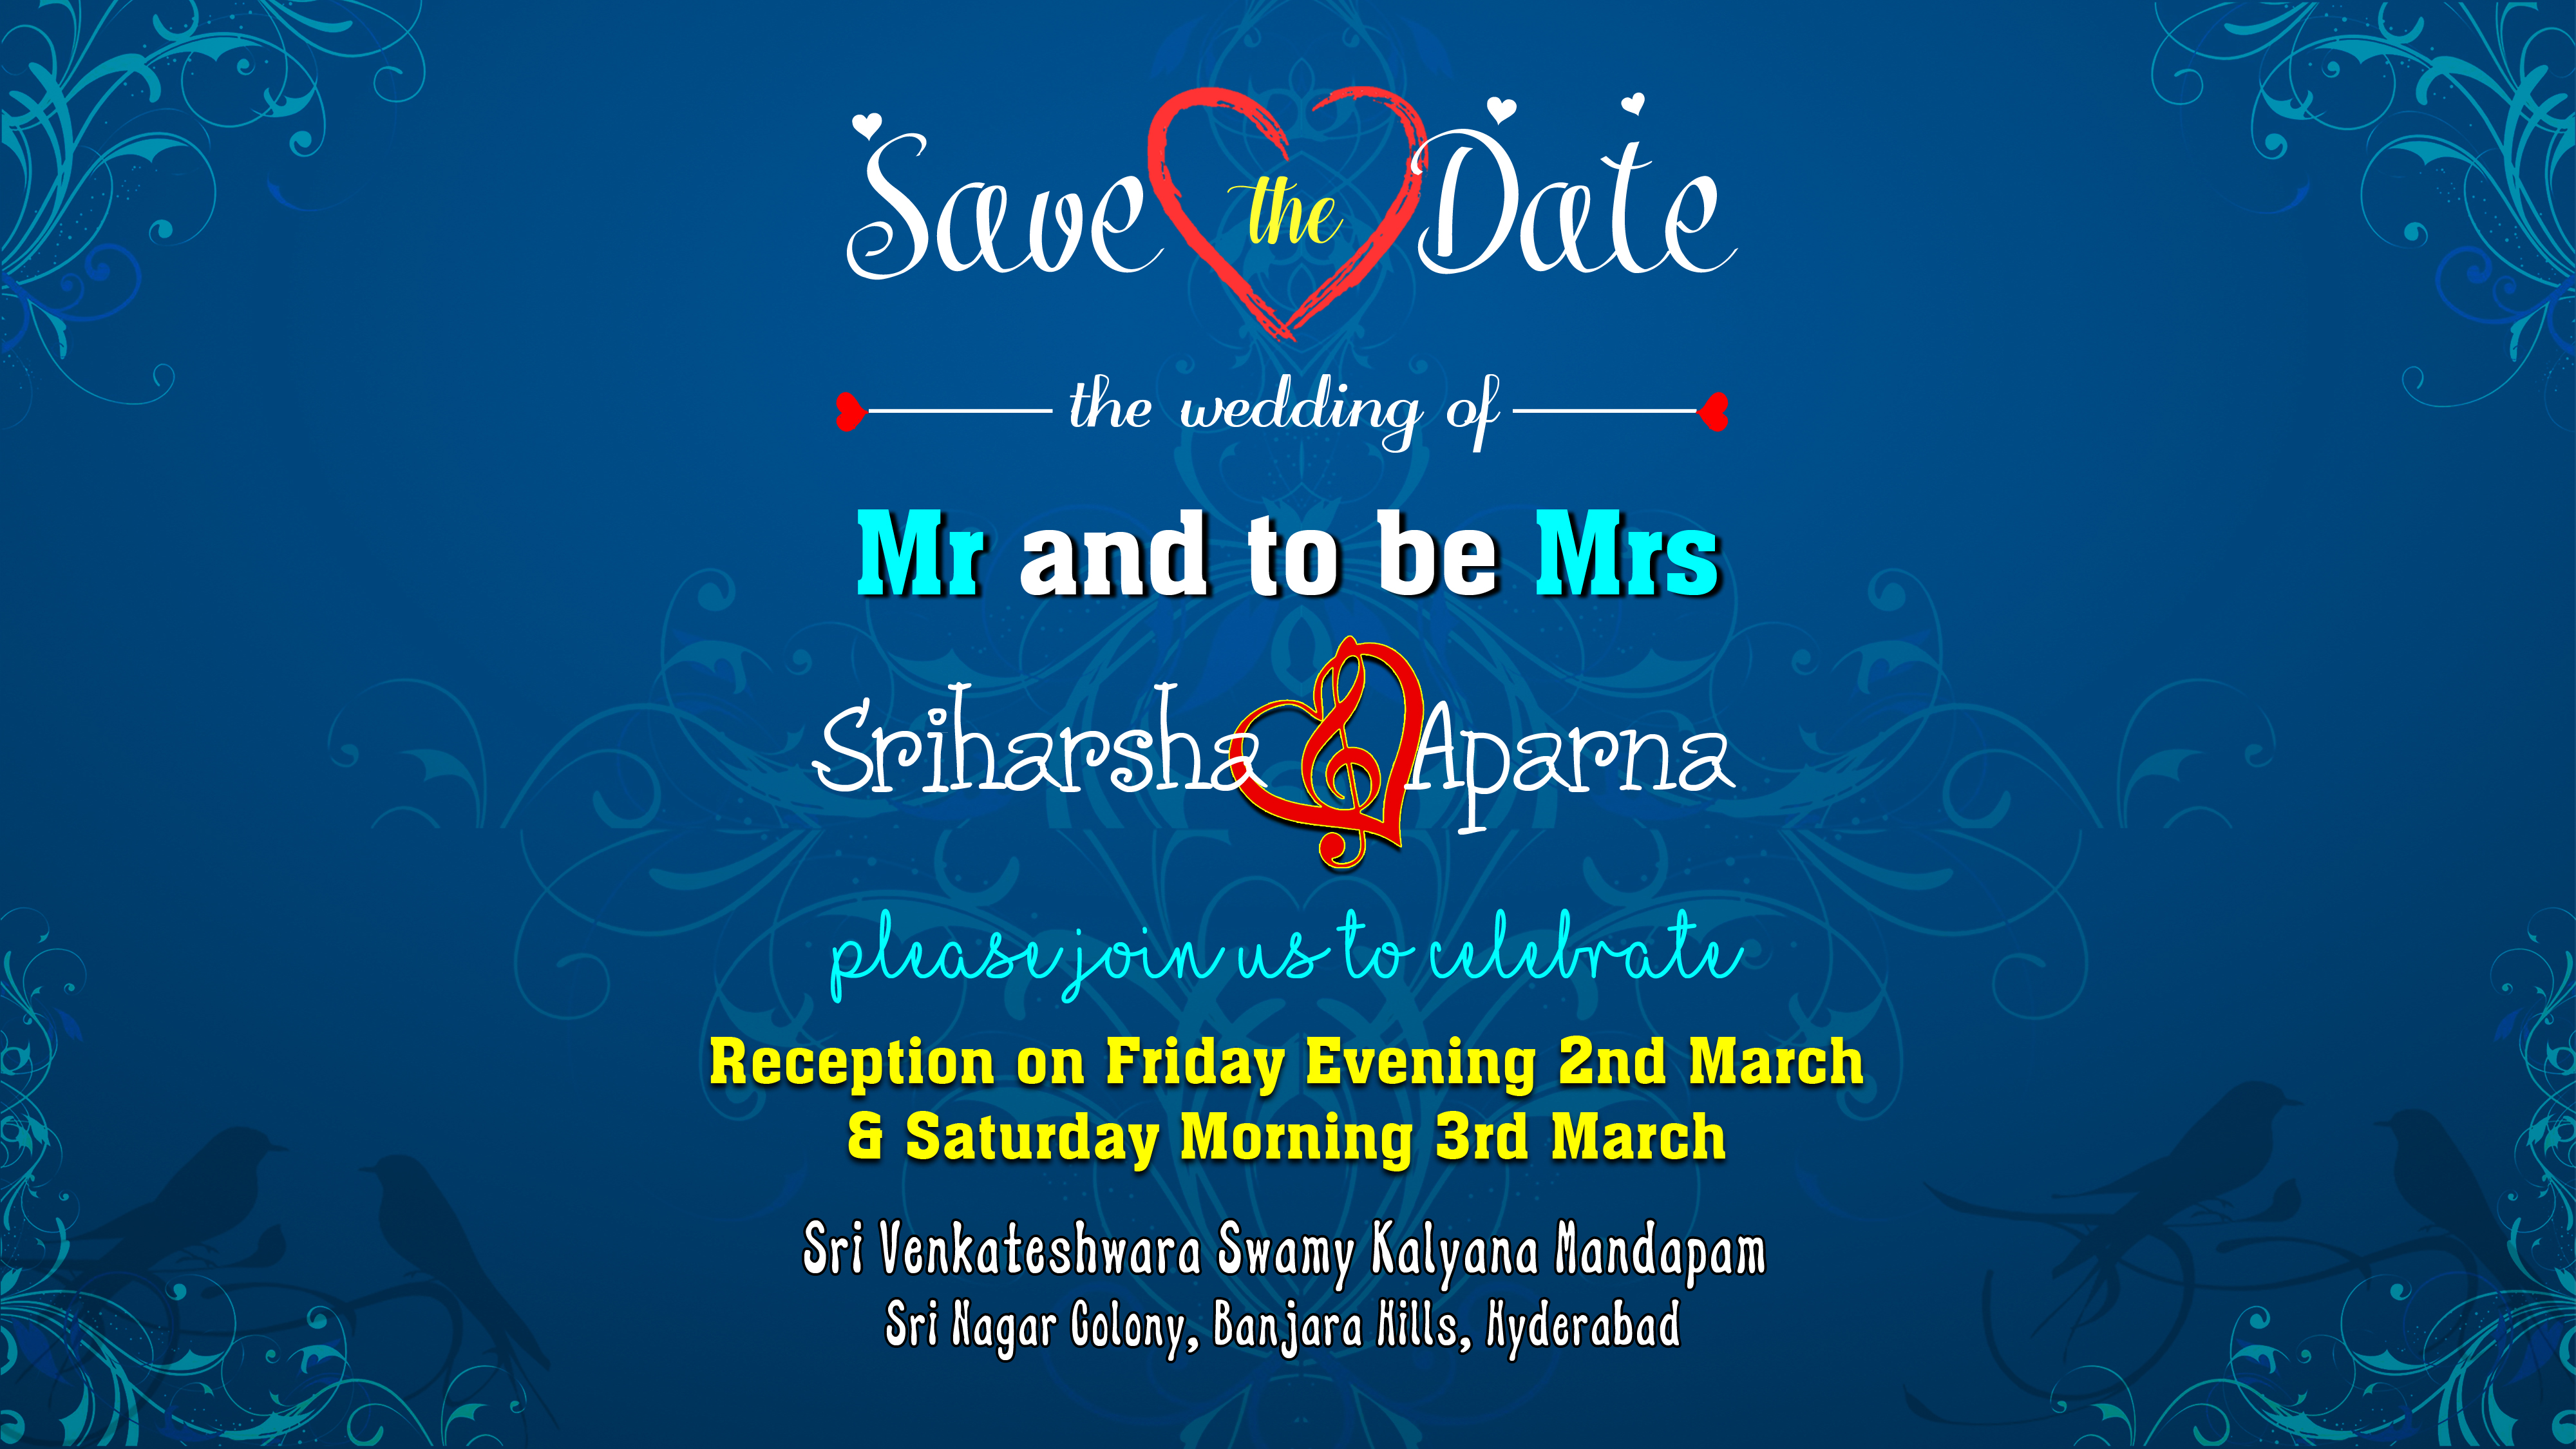 Save the Date
the wedding of
Mr and to be Mrs
Sriharsha Aparna
please join us to celebrate
Reception on Friday Evening 2nd March
& Saturday Morning 3rd March
Sri Venkateshwara Swamy Kalyana Mandapam
Sri Nagar Colony, Banjara Hills, Hyderabad